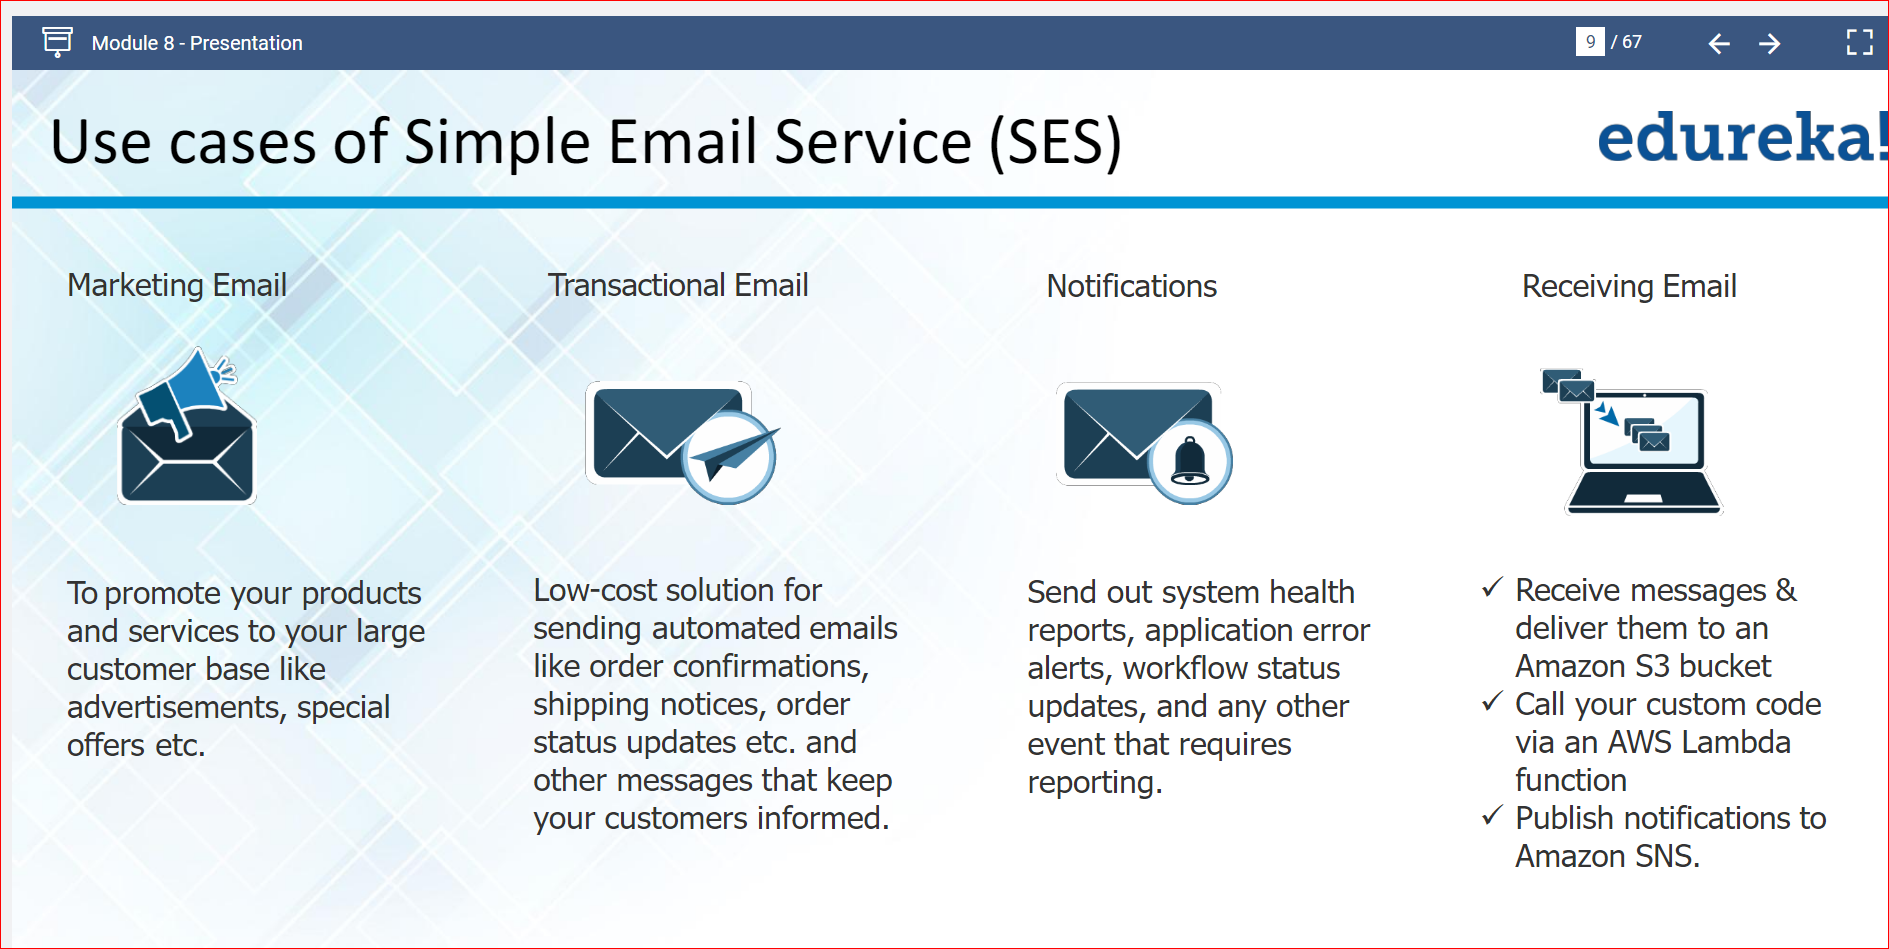 Module 8 - Presentation
9 / 67
Use cases of Simple Email Service (SES)
edureka!
Marketing Email
To promote your products
and services to your large
customer base like
advertisements, special
offers etc.
Transactional Email
Low-cost solution for
sending automated emails
like order confirmations,
shipping notices, order
status updates etc. and
other messages that keep
your customers informed.
Notifications
Send out system health
reports, application error
alerts, workflow status
updates, and any other
event that requires
reporting.
Receiving Email
✓ Receive messages &
deliver them to an
Amazon S3 bucket
✓ Call your custom code
via an AWS Lambda
function
✓ Publish notifications to
Amazon SNS.